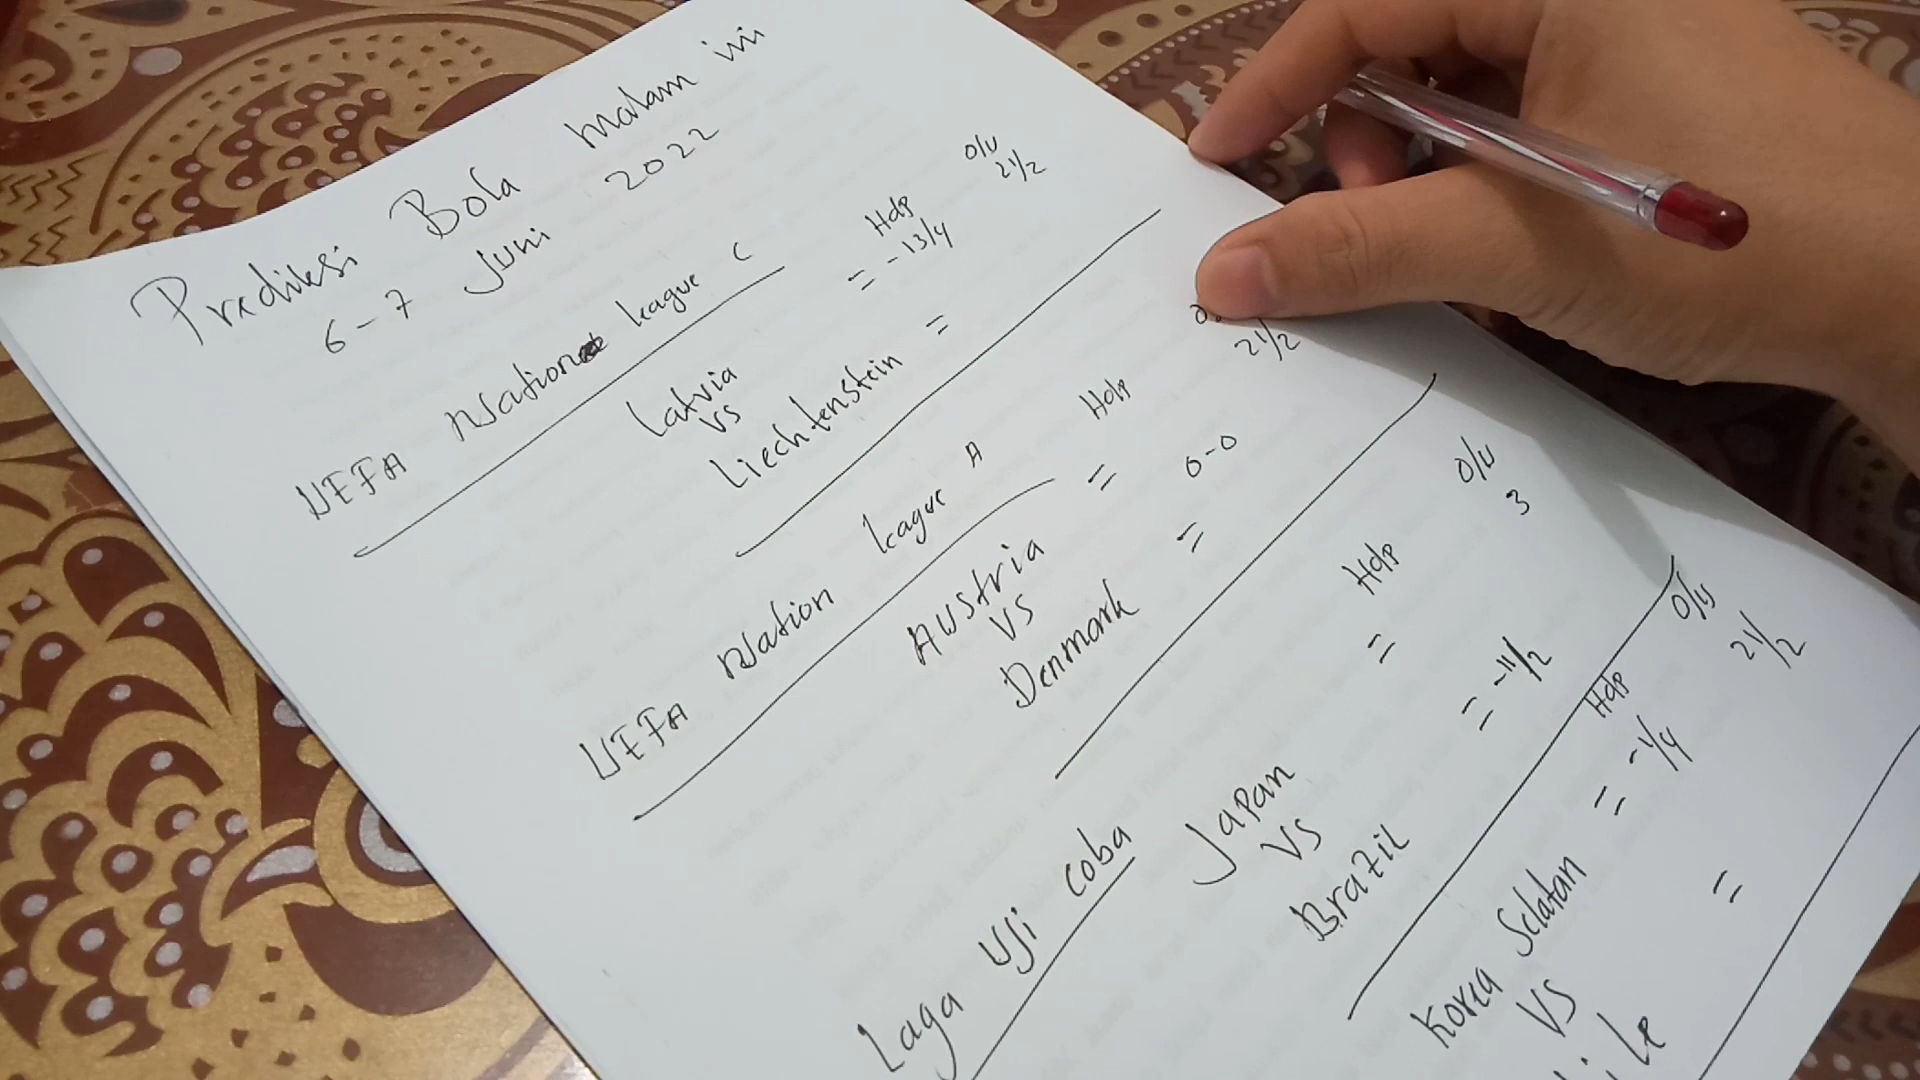 Prediksi Bola malam ini
6-7 Juni 2022
UEFA Nation League C
Hdp O/U
Latvia = -1 3/4 2 1/2
vs
Liechtenstein =
UEFA Nation League A
Hdp
2 1/2
Austria =
vs 0-0
Denmark =
Laga Uji coba
Hdp O/U
Japan = 3
VS
Brazil = -1 1/2
Hdp O/U
Korea Selatan = -1/4 2 1/2
VS
=